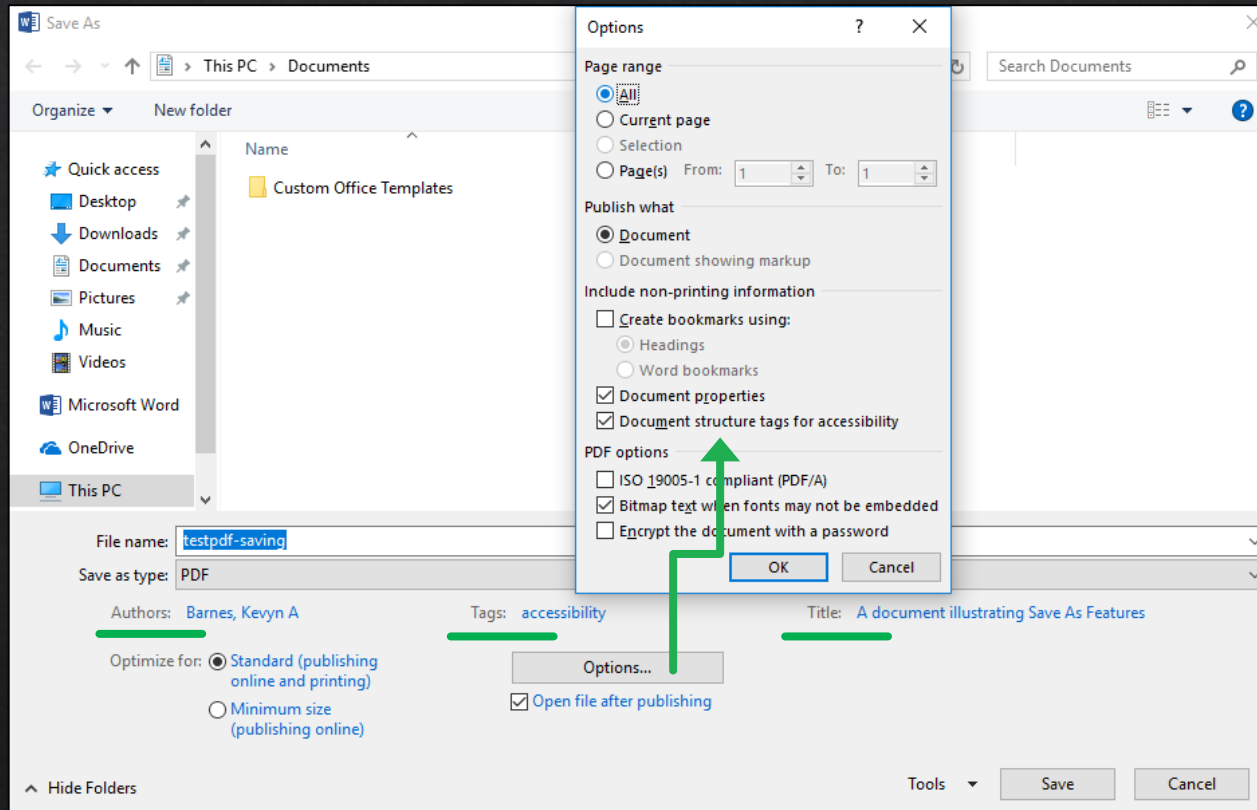 Save As
This PC > Documents
Search Documents
Organize
New folder
Quick access
Desktop
Downloads
Documents
Pictures
Music
Videos
Microsoft Word
OneDrive
This PC
Name
Custom Office Templates
Options
?
Page range
All
Current page
Selection
Page(s) From: 1 To: 1
Publish what
Document
Document showing markup
Include non-printing information
Create bookmarks using:
Headings
Word bookmarks
Document properties
Document structure tags for accessibility
PDF options
ISO 19005-1 compliant (PDF/A)
Bitmap text when fonts may not be embedded
Encrypt the document with a password
OK Cancel
File name: testpdf-saving
Save as type: PDF
Authors: Barnes, Kevyn A
Tags: accessibility
Title: A document illustrating Save As Features
Optimize for: Standard (publishing
online and printing)
Minimum size
(publishing online)
Options...
Open file after publishing
Hide Folders
Tools
Save
Cancel